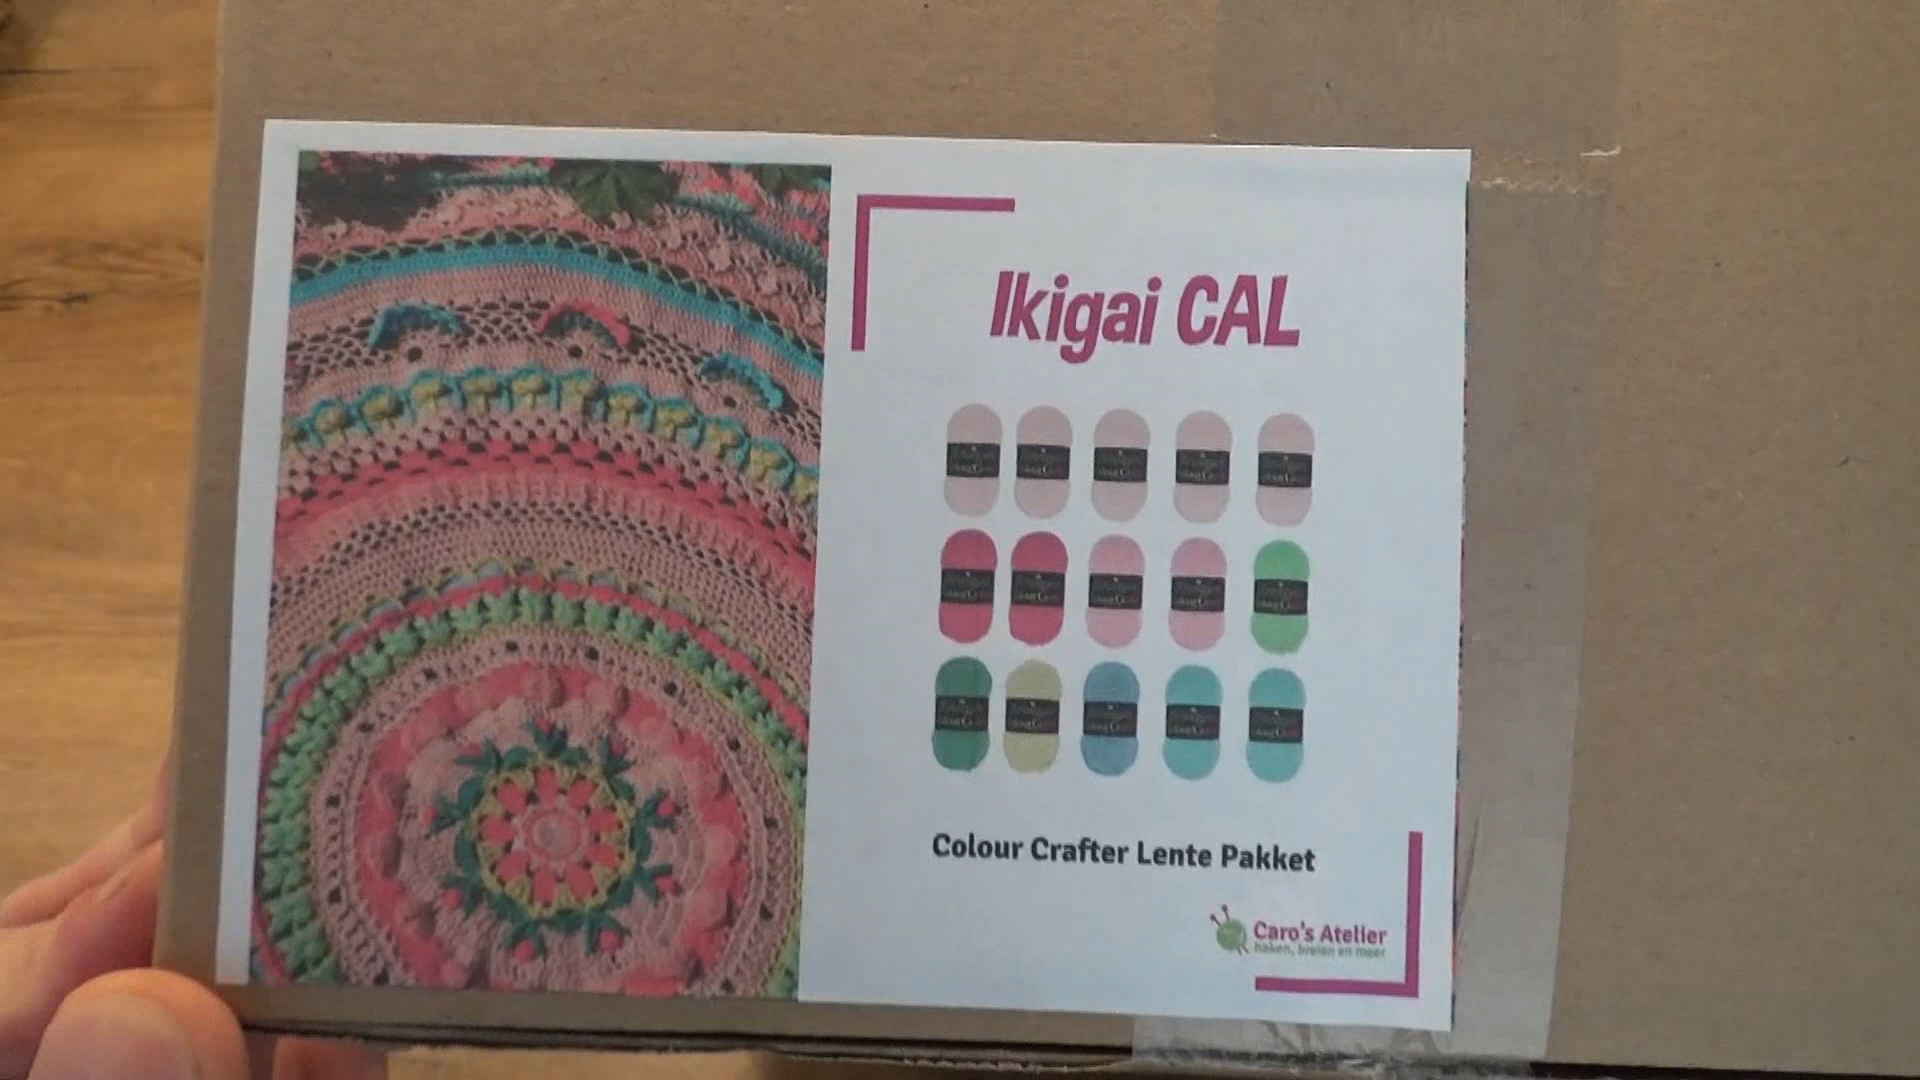 Ikigai CAL
Colour Crafter Lente Pakket
Caro's Atelier
haken, breien en meer